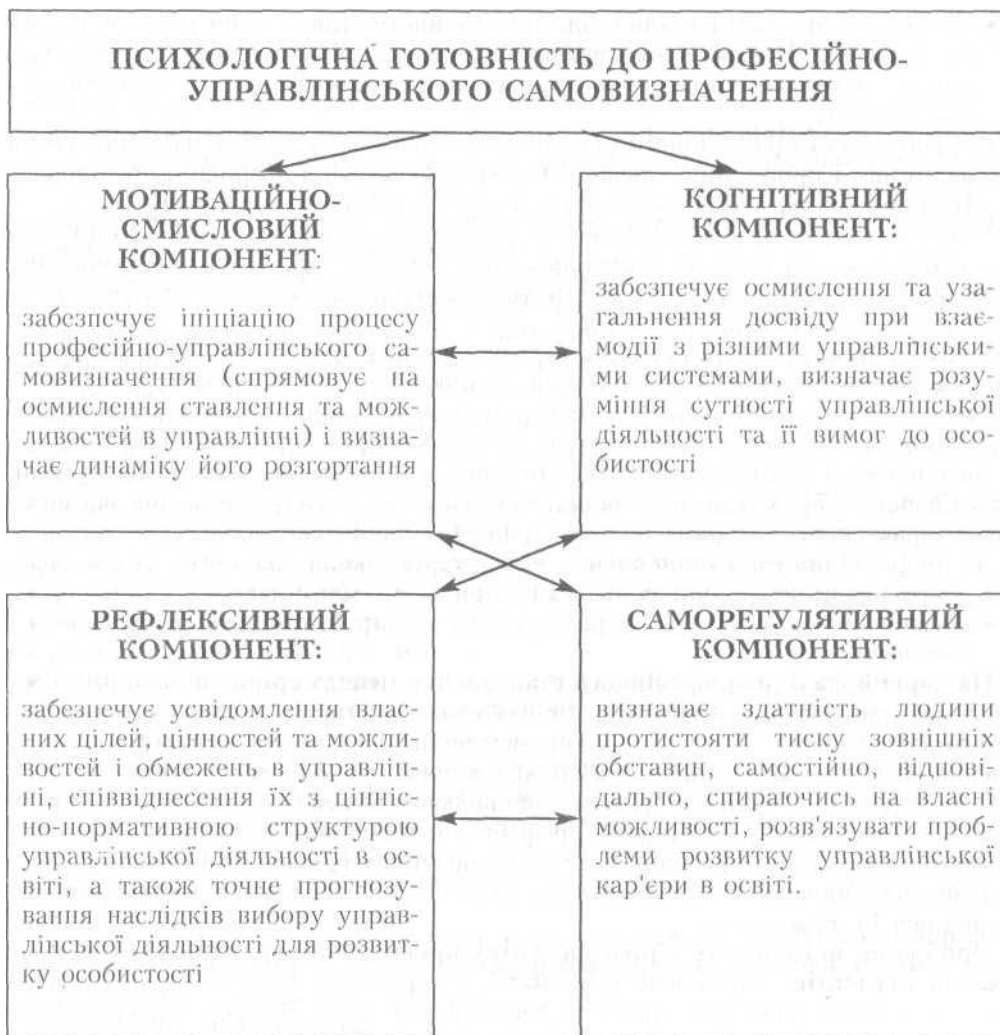 ПСИХОЛОГІЧНА ГОТОВНІСТЬ ДО ПРОФЕСІЙНО-
УПРАВЛІНСЬКОГО САМОВИЗНАЧЕННЯ
МОТИВАЦІЙНО-
СМИСЛОВИЙ
КОМПОНЕНТ:
забезпечує ініціацію процесу
професійно-управлінського са-
мовизначення (спрямовує на
осмислення ставлення та мож-
ливостей в управлінні) і визна-
чає динаміку його розгортання
КОГНІТИВНИЙ
КОМПОНЕНТ:
забезпечує осмислення та уза-
гальнення досвіду при взає-
модії з різними управлінськи-
ми системами, визначає розу-
міння сутності управлінської
діяльності та її вимог до осо-
бистості
РЕФЛЕКСИВНИЙ
КОМПОНЕНТ:
забезпечує усвідомлення влас-
них цілей, цінностей та можли-
востей і обмежень в управлін-
ні, співвіднесення їх з цінніс-
но-нормативною структурою
управлінської діяльності в ос-
віті, а також точне прогнозу-
вання наслідків вибору управ-
лінської діяльності для розвит-
ку особистості
САМОРЕГУЛЯТИВНИЙ
КОМПОНЕНТ:
визначає здатність людини
протистояти тиску зовнішніх
обставин, самостійно, відпові-
дально, спираючись на власні
можливості, розв'язувати проб-
леми розвитку управлінської
кар'єри в освіті.